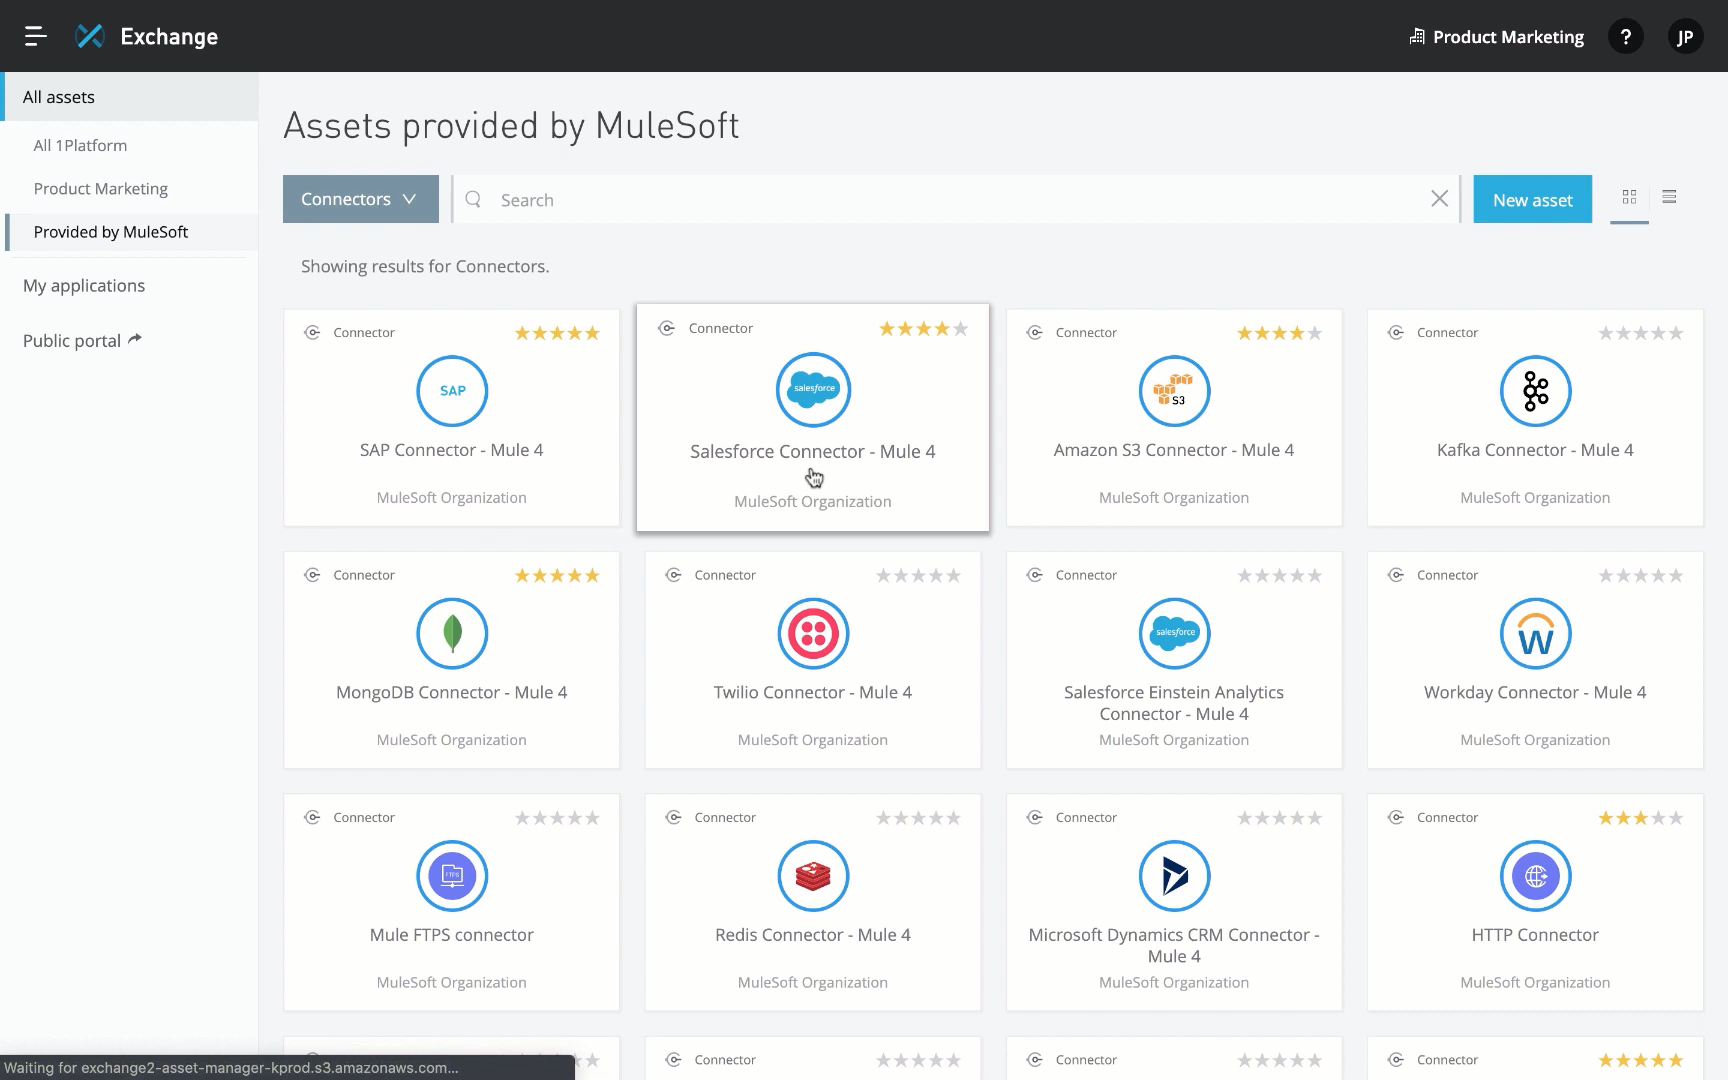 Exchange
Product Marketing
?
JP
All assets
All 1Platform
Product Marketing
Provided by MuleSoft
My applications
Public portal
Assets provided by MuleSoft
Connectors
Search
New asset
Showing results for Connectors.
Connector
SAP
SAP Connector - Mule 4
MuleSoft Organization
Connector
salesforce
Salesforce Connector - Mule 4
MuleSoft Organization
Connector
S3
Amazon S3 Connector - Mule 4
MuleSoft Organization
Connector
Kafka Connector - Mule 4
MuleSoft Organization
Connector
MongoDB Connector - Mule 4
MuleSoft Organization
Connector
Twilio Connector - Mule 4
MuleSoft Organization
Connector
salesforce
Salesforce Einstein Analytics
Connector - Mule 4
MuleSoft Organization
Connector
W
Workday Connector - Mule 4
MuleSoft Organization
Connector
FTPS
Mule FTPS connector
MuleSoft Organization
Connector
Redis Connector - Mule 4
MuleSoft Organization
Connector
Microsoft Dynamics CRM Connector -
Mule 4
MuleSoft Organization
Connector
HTTP Connector
MuleSoft Organization
Connector
Connector
Connector
Waiting for exchange2-asset-manager-kprod.s3.amazonaws.com...